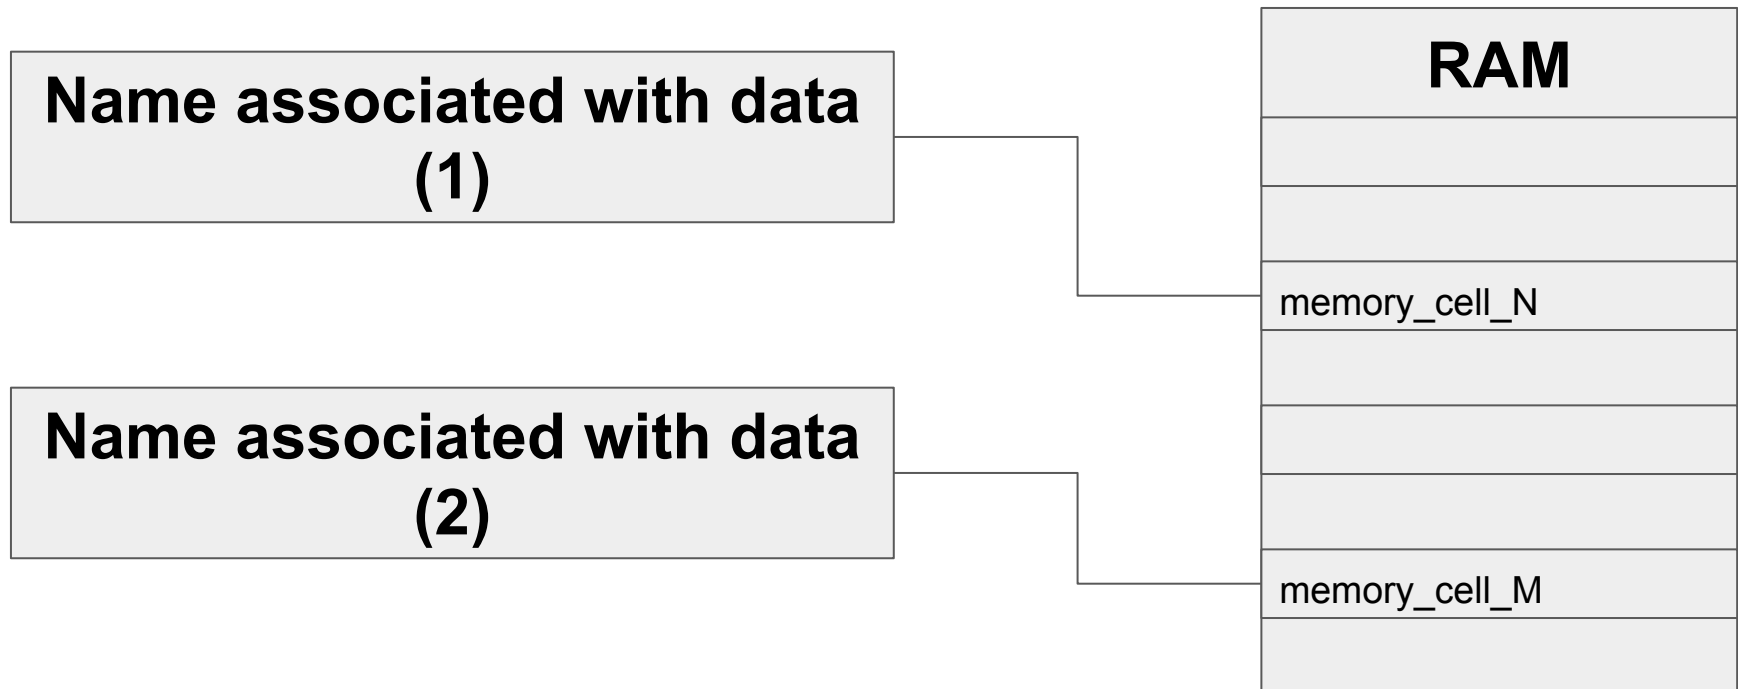 Name associated with data
(1)
Name associated with data
(2)
RAM
memory_cell_N
memory_cell_M